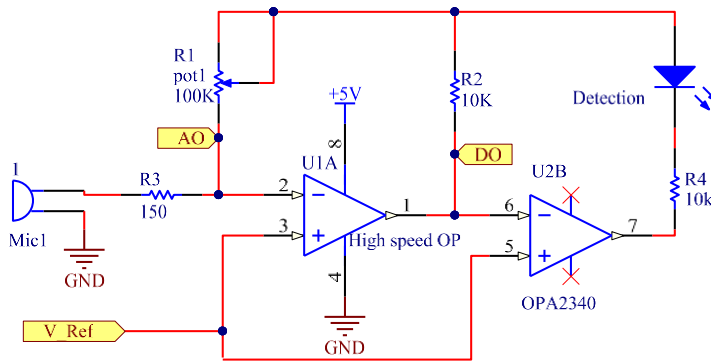 R1
pot1
100K
R2
10K
Detection
+5V
AO
DO
U1A
8
U2B
1
R3
150
2
1
3
6
7
5
R4
10k
Mic1
High speed OP
4
GND
OPA2340
V_Ref
GND